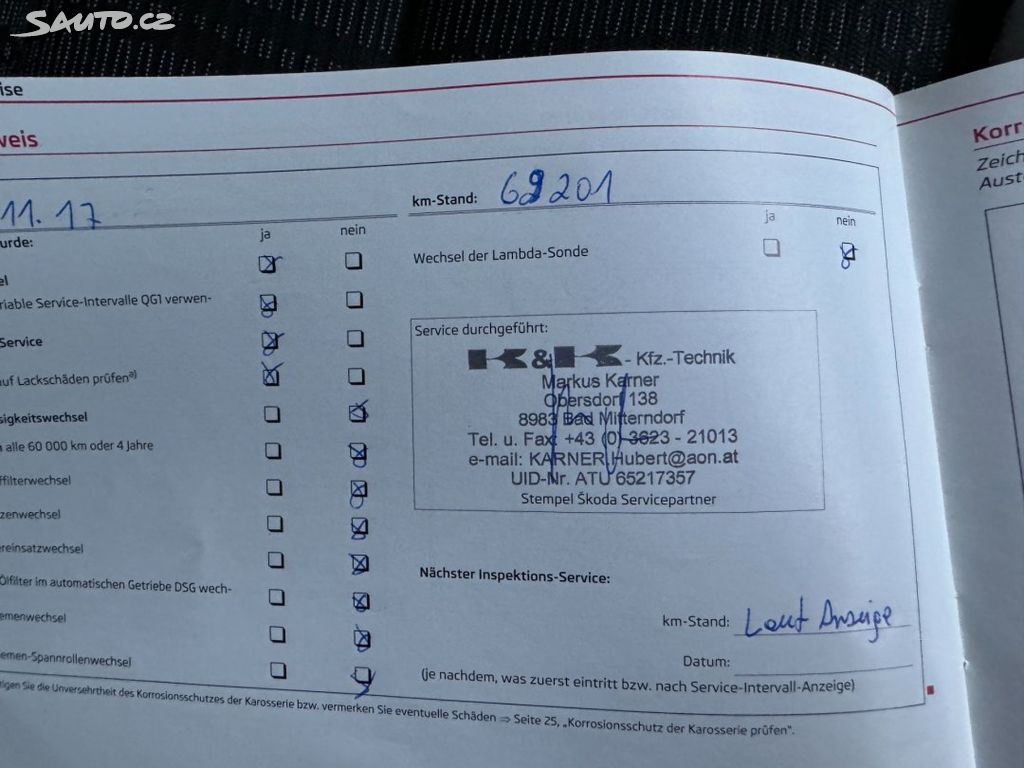 SAUTO.CZ
ise
weis
11.17
km-Stand: 69201
urde:
ja nein
ja nein
el
Wechsel der Lambda-Sonde
riable Service-Intervalle QG1 verwen-
Service
uf Lackschäden prüfen a)
sigkeitswechsel
alle 60 000 km oder 4 Jahre
ffilterwechsel
zenwechsel
ereinsatzwechsel
Ölfilter im automatischen Getriebe DSG wech-
emenwechsel
emen-Spannrollenwechsel
Service durchgeführt:
K&K - Kfz.-Technik
Markus Karner
Obersdorf 138
8983 Bad Mitterndorf
Tel. u. Fax: +43 (0) 3623 - 21013
e-mail: KARNER.Hubert@aon.at
UID-Nr. ATU 65217357
Stempel Škoda Servicepartner
Nächster Inspektions-Service:
km-Stand: Laut Anzeige
Datum:
(je nachdem, was zuerst eintritt bzw. nach Service-Intervall-Anzeige)
tigen Sie die Unversehrtheit des Korrosionsschutzes der Karosserie bzw. vermerken Sie eventuelle Schäden ⇒ Seite 25, „Korrosionsschutz der Karosserie prüfen“.
Korr
Zeich
Aust